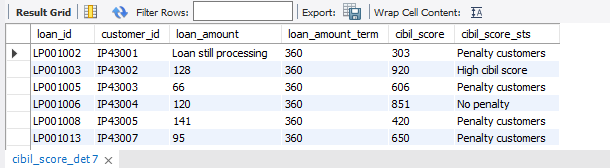 Result Grid Filter Rows: Export: Wrap Cell Content: IA
loan_id customer_id loan_amount loan_amount_term cibil_score cibil_score_sts
LP001002 IP43001 Loan still processing 360 303 Penalty customers
LP001003 IP43002 128 360 920 High cibil score
LP001005 IP43003 66 360 606 Penalty customers
LP001006 IP43004 120 360 851 No penalty
LP001008 IP43005 141 360 420 Penalty customers
LP001013 IP43007 95 360 650 Penalty customers
cibil_score_det7